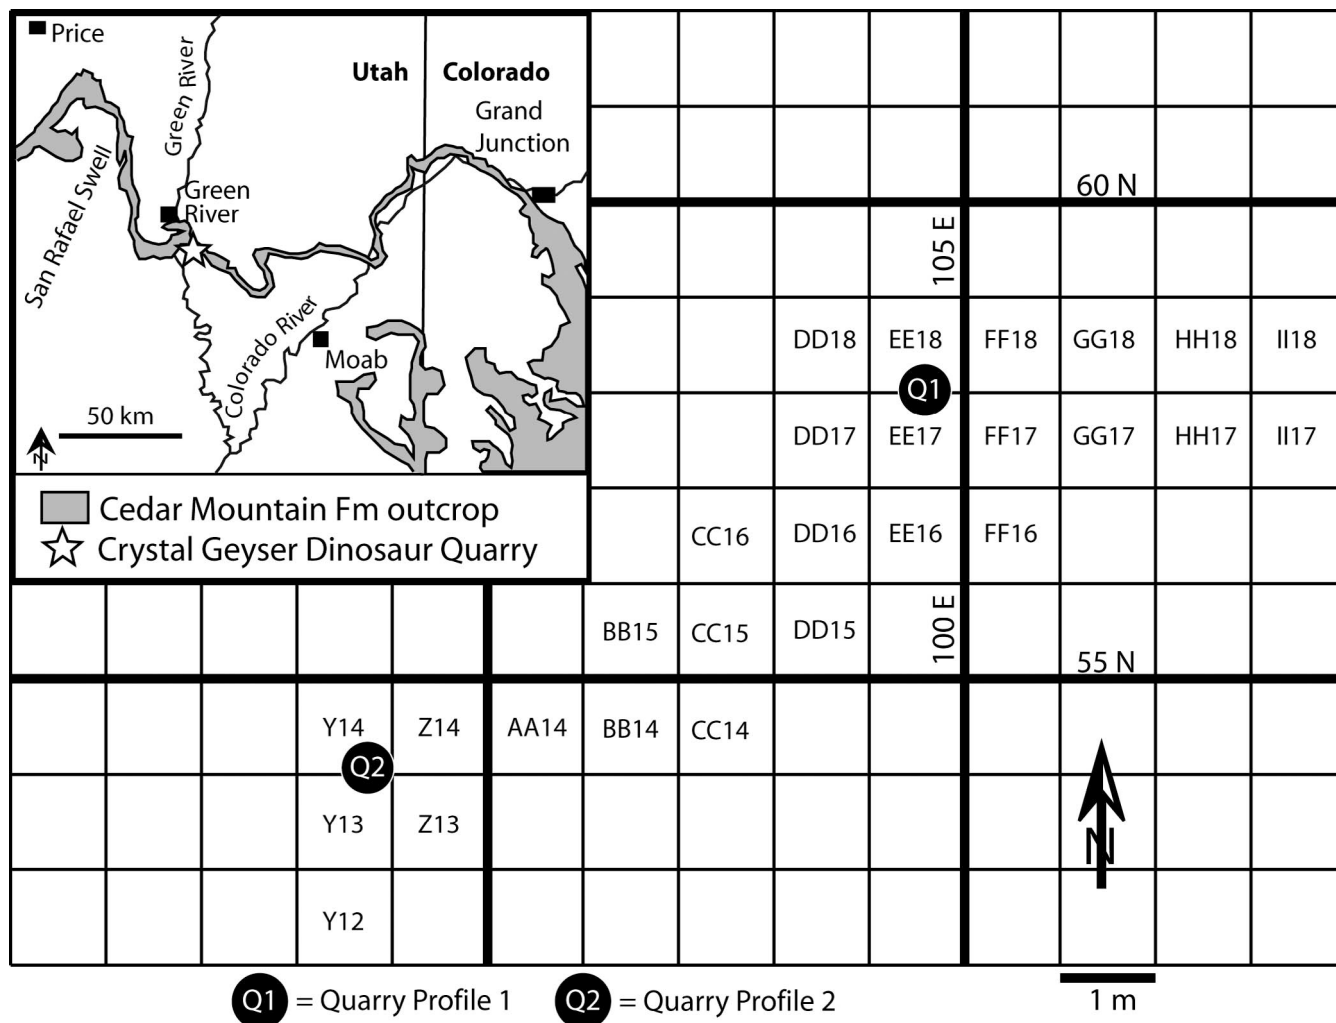 Price
Green River
Utah
Colorado
Grand
Junction
San Rafael Swell
Green
River
Colorado River
Moab
50 km
N
Cedar Mountain Fm outcrop
Crystal Geyser Dinosaur Quarry
60 N
105 E
DD18 EE18 FF18 GG18 HH18 II18
Q1
DD17 EE17 FF17 GG17 HH17 II17
CC16 DD16 EE16 FF16
BB15 CC15 DD15
100 E
55 N
Y14 Z14 AA14 BB14 CC14
Q2
Y13 Z13
N
Y12
Q1 = Quarry Profile 1 Q2 = Quarry Profile 2
1 m